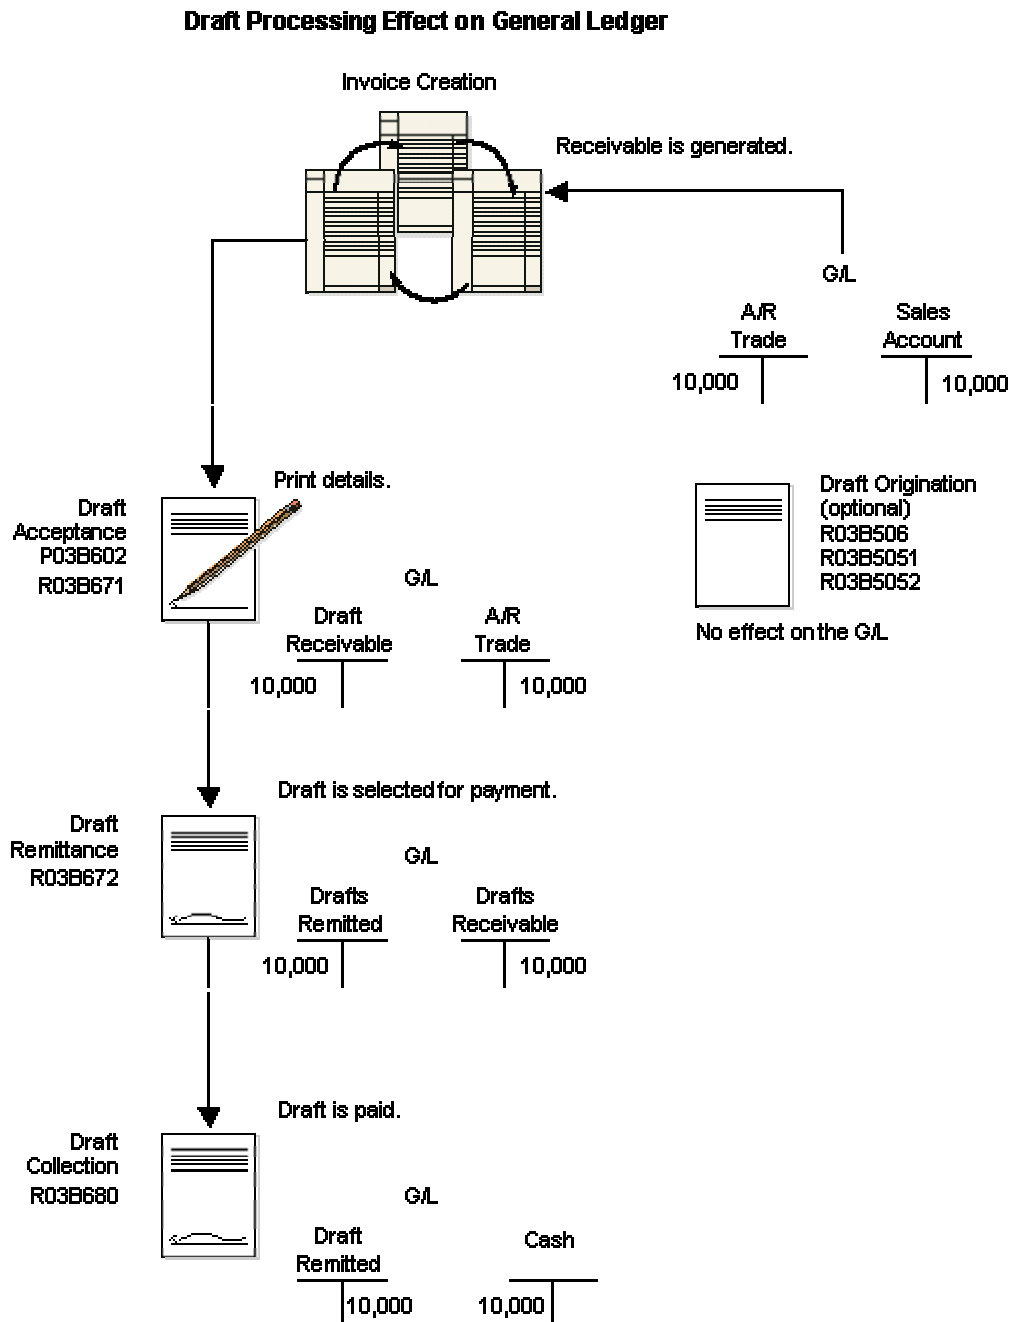 Draft Processing Effect on General Ledger
Invoice Creation
Receivable is generated.
G/L
A/R
Trade
Sales
Account
10,000
10,000
Print details.
Draft
Acceptance
P03B602
R03B671
G/L
Draft
Receivable
A/R
Trade
10,000
10,000
Draft Origination
(optional)
R03B506
R03B5051
R03B5052
No effect on the G/L
Draft is selected for payment.
Draft
Remittance
R03B672
G/L
Drafts
Remitted
Drafts
Receivable
10,000
10,000
Draft is paid.
Draft
Collection
R03B680
G/L
Draft
Remitted
Cash
10,000
10,000